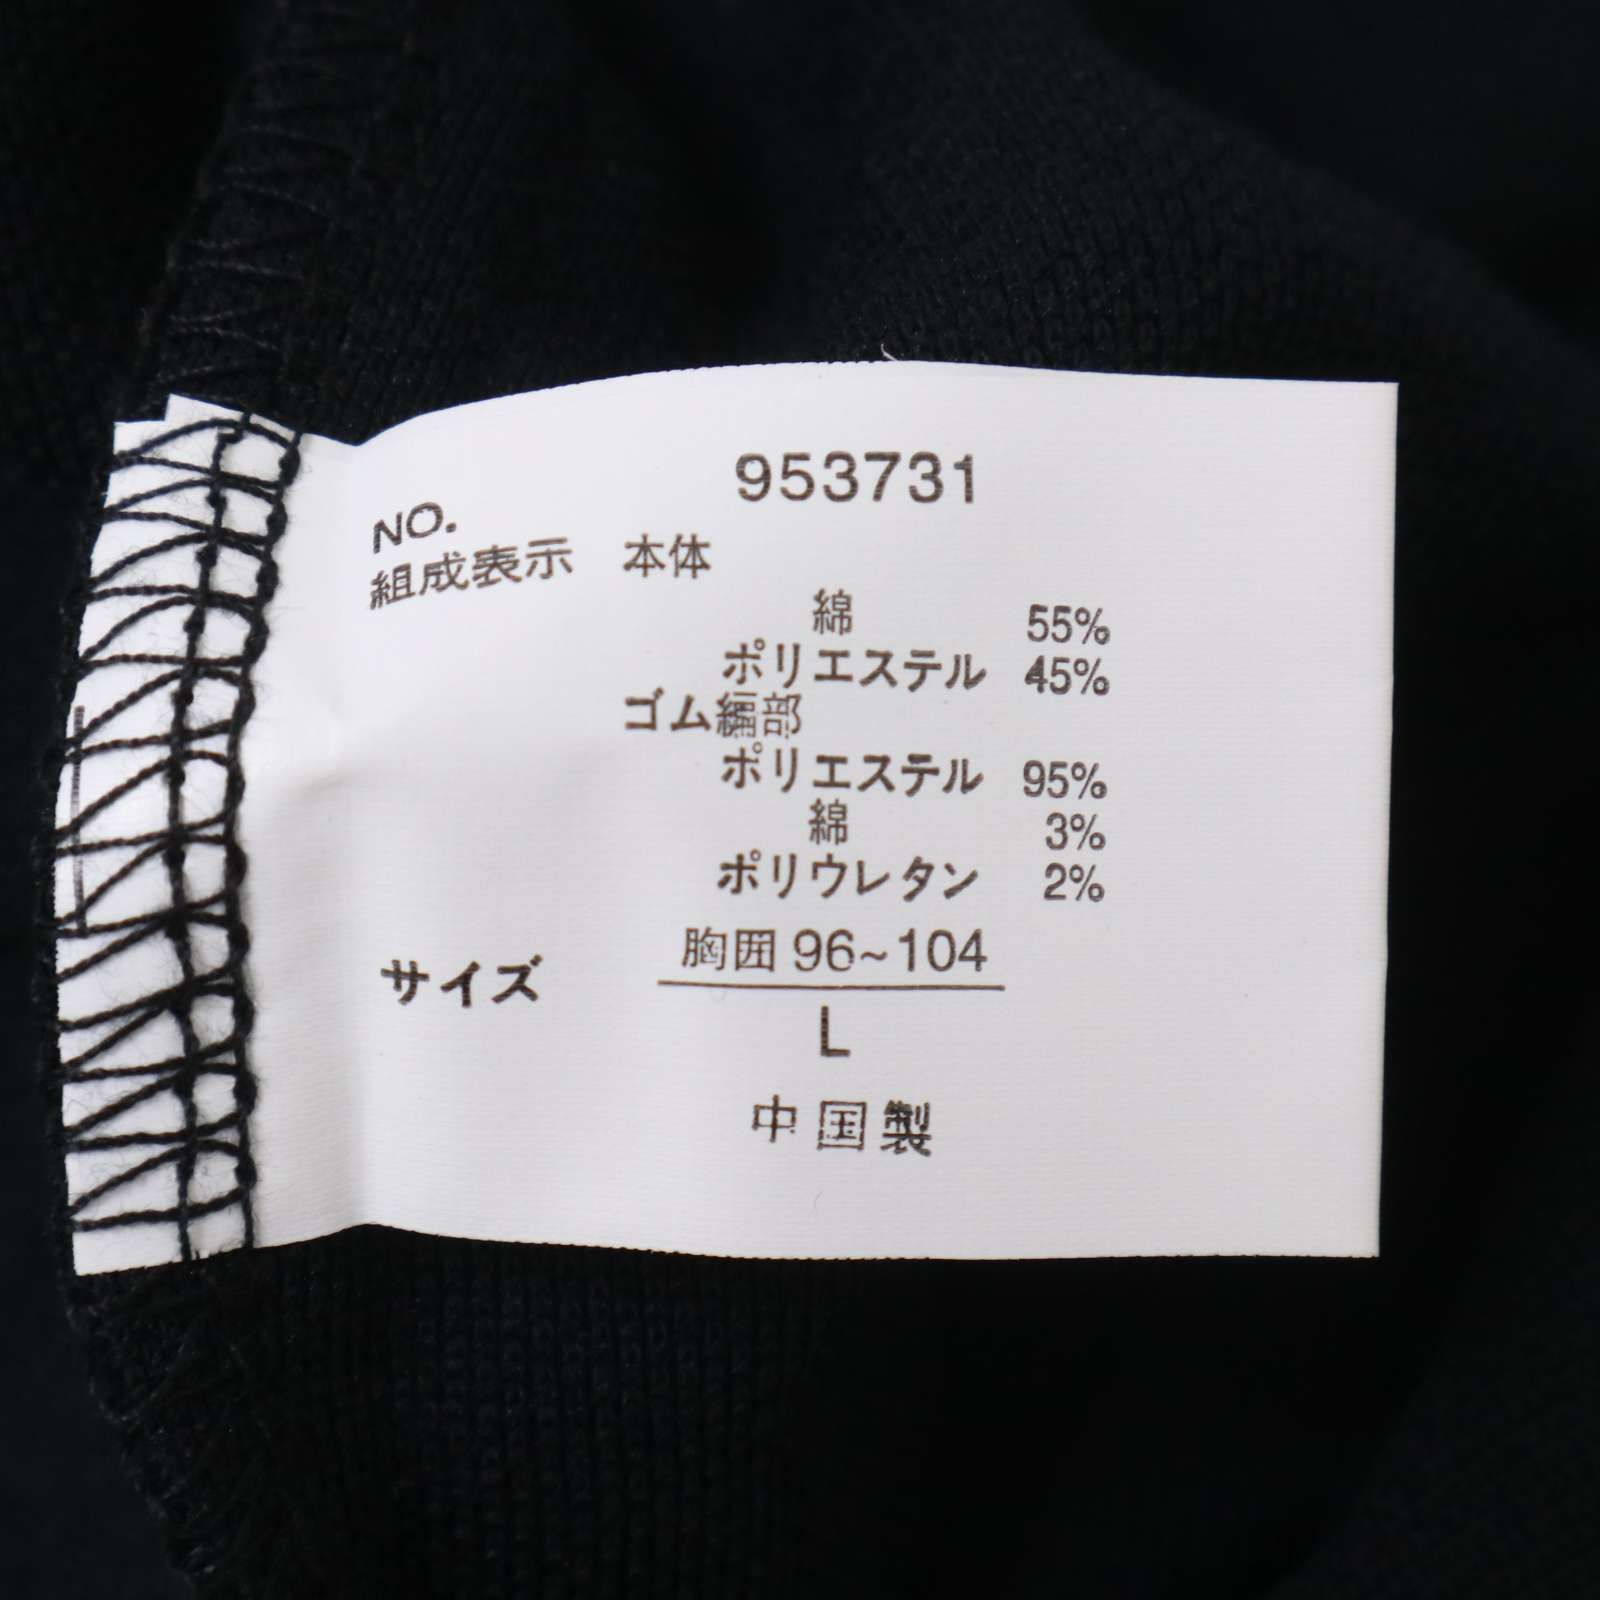 NO. 953731
組成表示 本体
綿 55%
ポリエステル 45%
ゴム編部
ポリエステル 95%
綿 3%
ポリウレタン 2%
サイズ 胸囲 96~104
L
中国製